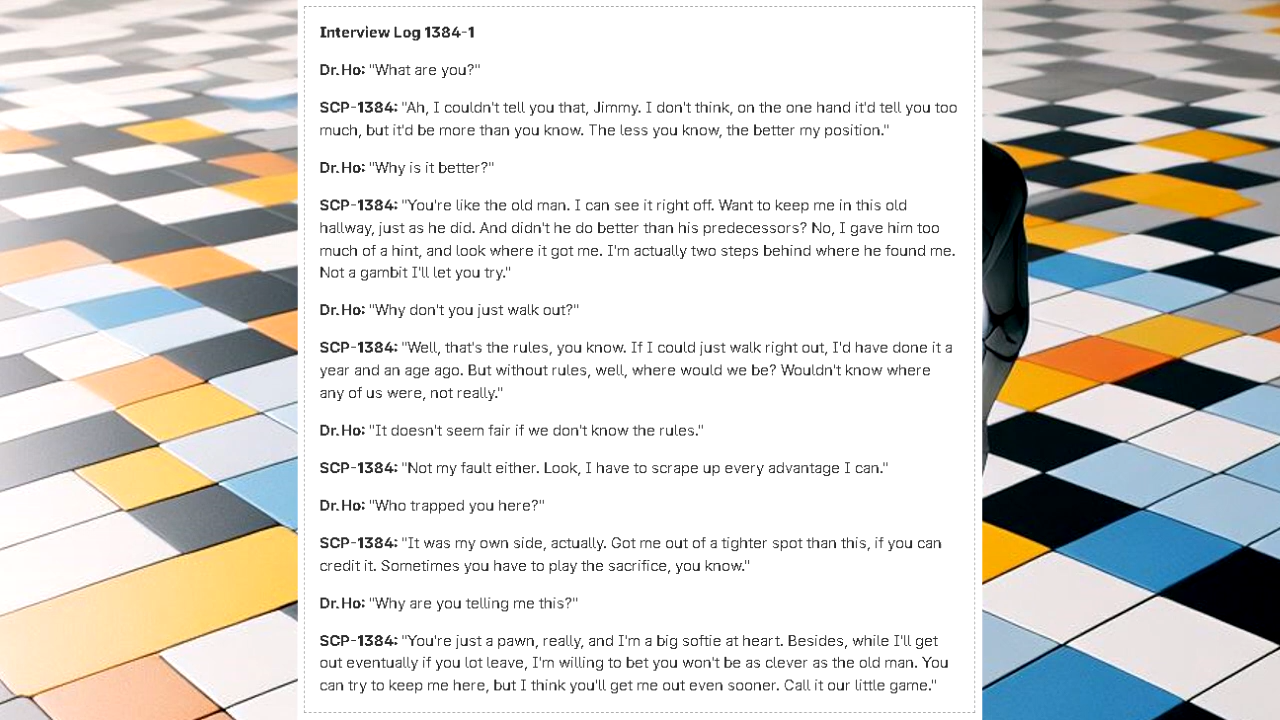 Interview Log 1384-1
Dr. Ho: "What are you?"
SCP-1384: "Ah, I couldn't tell you that, Jimmy. I don't think, on the one hand it'd tell you too
much, but it'd be more than you know. The less you know, the better my position."
Dr. Ho: "Why is it better?"
SCP-1384: "You're like the old man. I can see it right off. Want to keep me in this old
hallway, just as he did. And didn't he do better than his predecessors? No, I gave him too
much of a hint, and look where it got me. I'm actually two steps behind where he found me.
Not a gambit I'll let you try."
Dr. Ho: "Why don't you just walk out?"
SCP-1384: "Well, that's the rules, you know. If I could just walk right out, I'd have done it a
year and an age ago. But without rules, well, where would we be? Wouldn't know where
any of us were, not really."
Dr. Ho: "It doesn't seem fair if we don't know the rules."
SCP-1384: "Not my fault either. Look, I have to scrape up every advantage I can."
Dr. Ho: "Who trapped you here?"
SCP-1384: "It was my own side, actually. Got me out of a tighter spot than this, if you can
credit it. Sometimes you have to play the sacrifice, you know."
Dr. Ho: "Why are you telling me this?"
SCP-1384: "You're just a pawn, really, and I'm a big softie at heart. Besides, while I'll get
out eventually if you lot leave, I'm willing to bet you won't be as clever as the old man. You
can try to keep me here, but I think you'll get me out even sooner. Call it our little game."